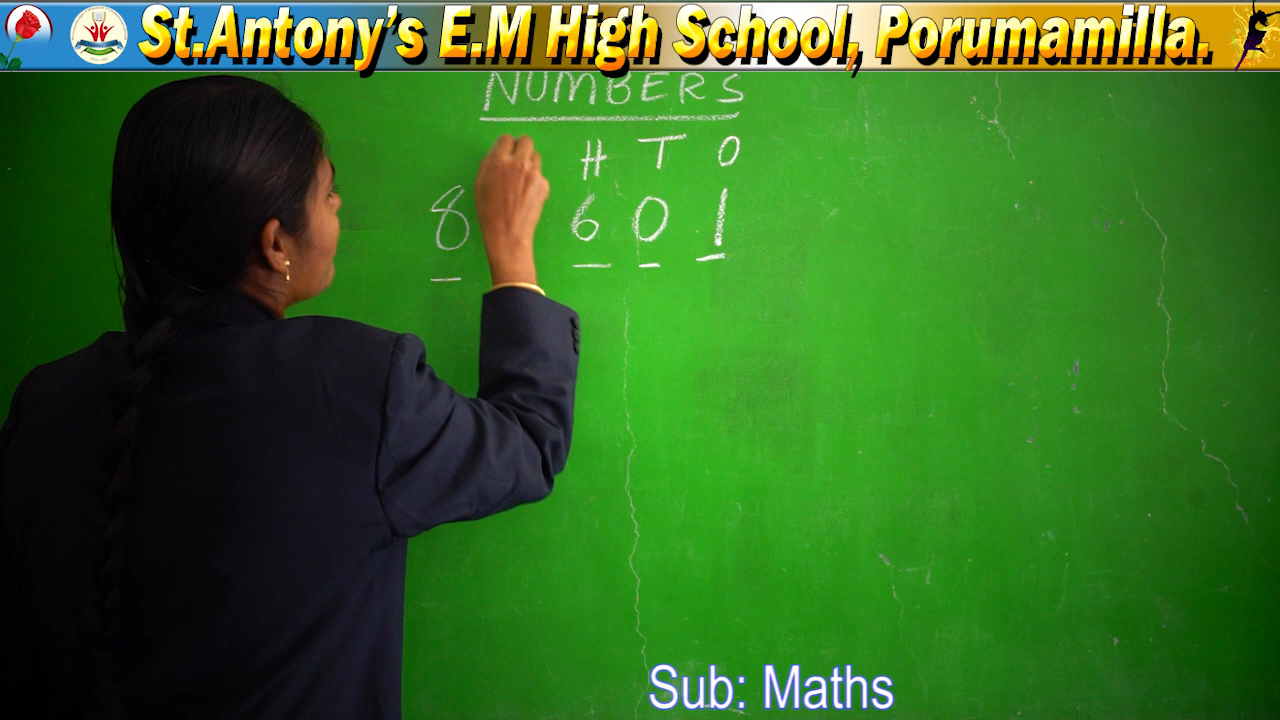 St.Antony's E.M High School, Porumamilla.
NUMBERS
H T O
8 6 0 1
Sub: Maths